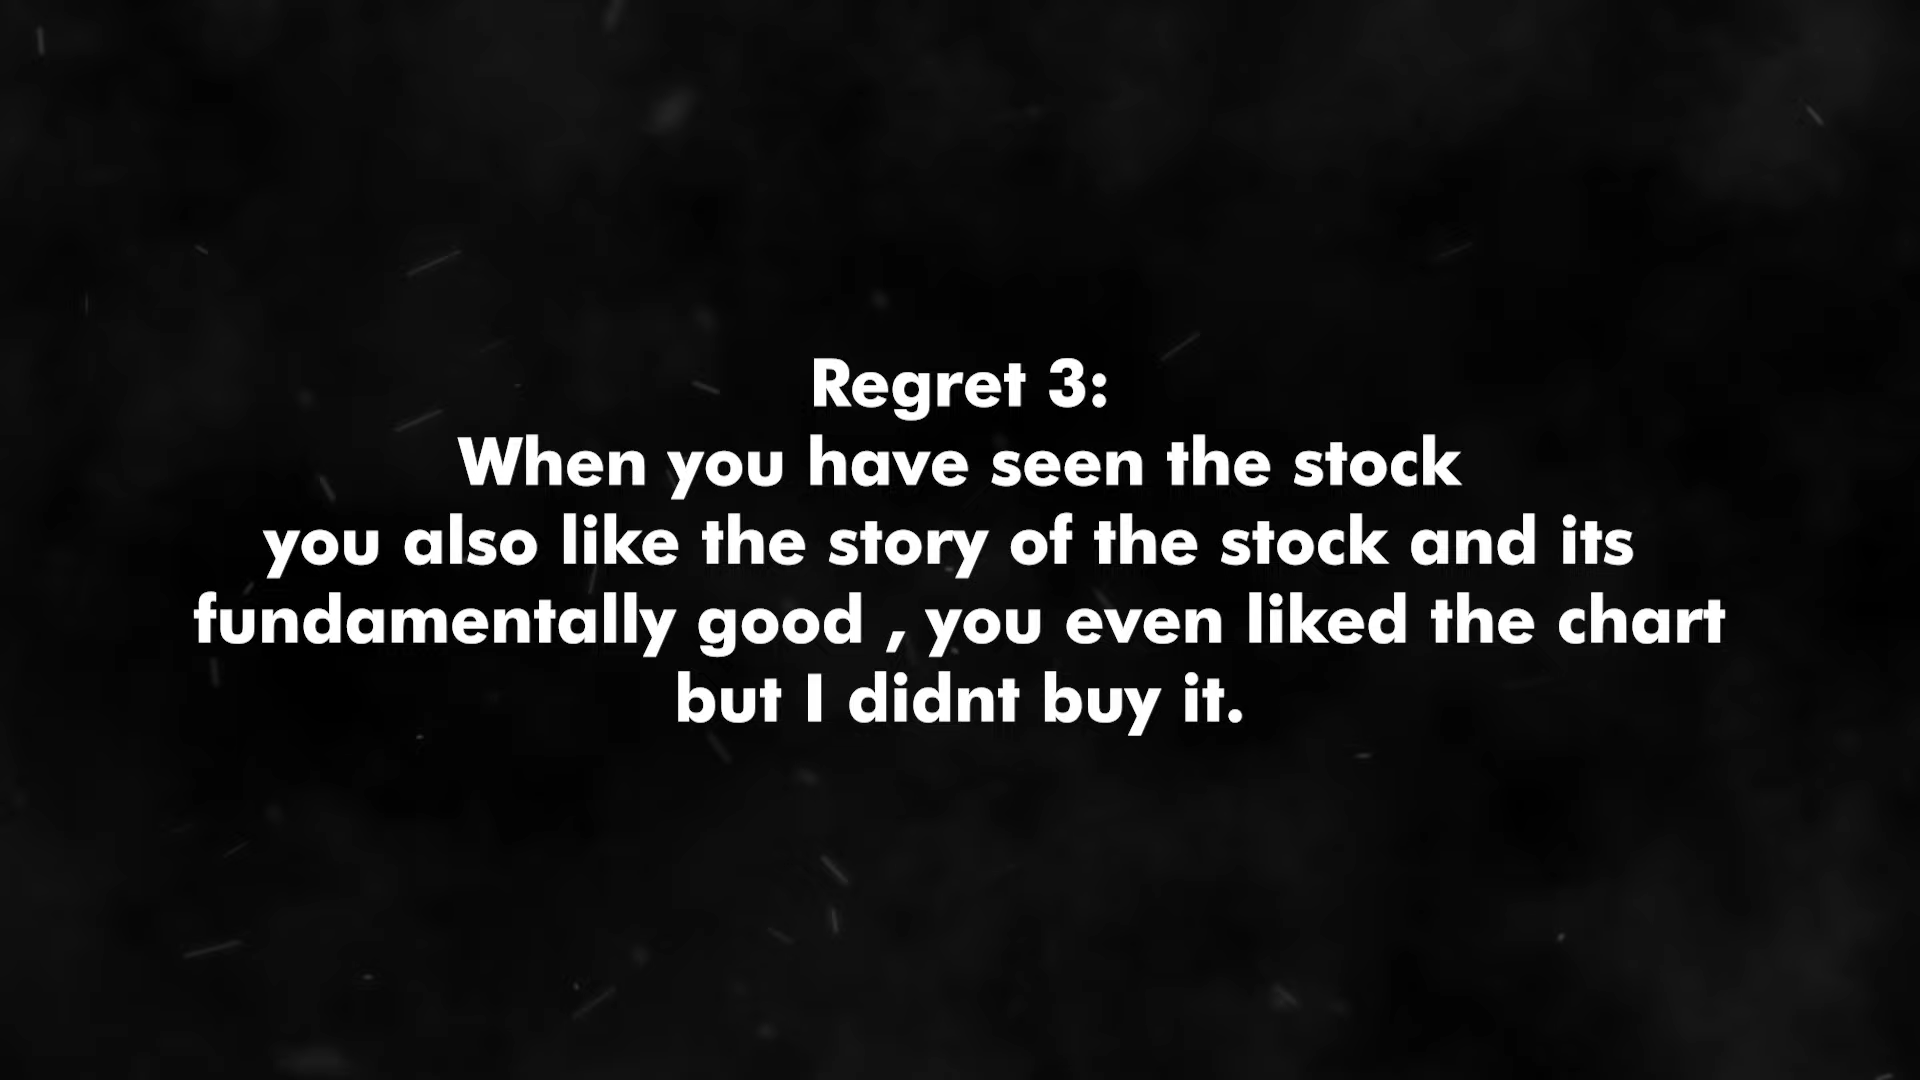 Regret 3:
When you have seen the stock
you also like the story of the stock and its
fundamentally good , you even liked the chart
but I didnt buy it.